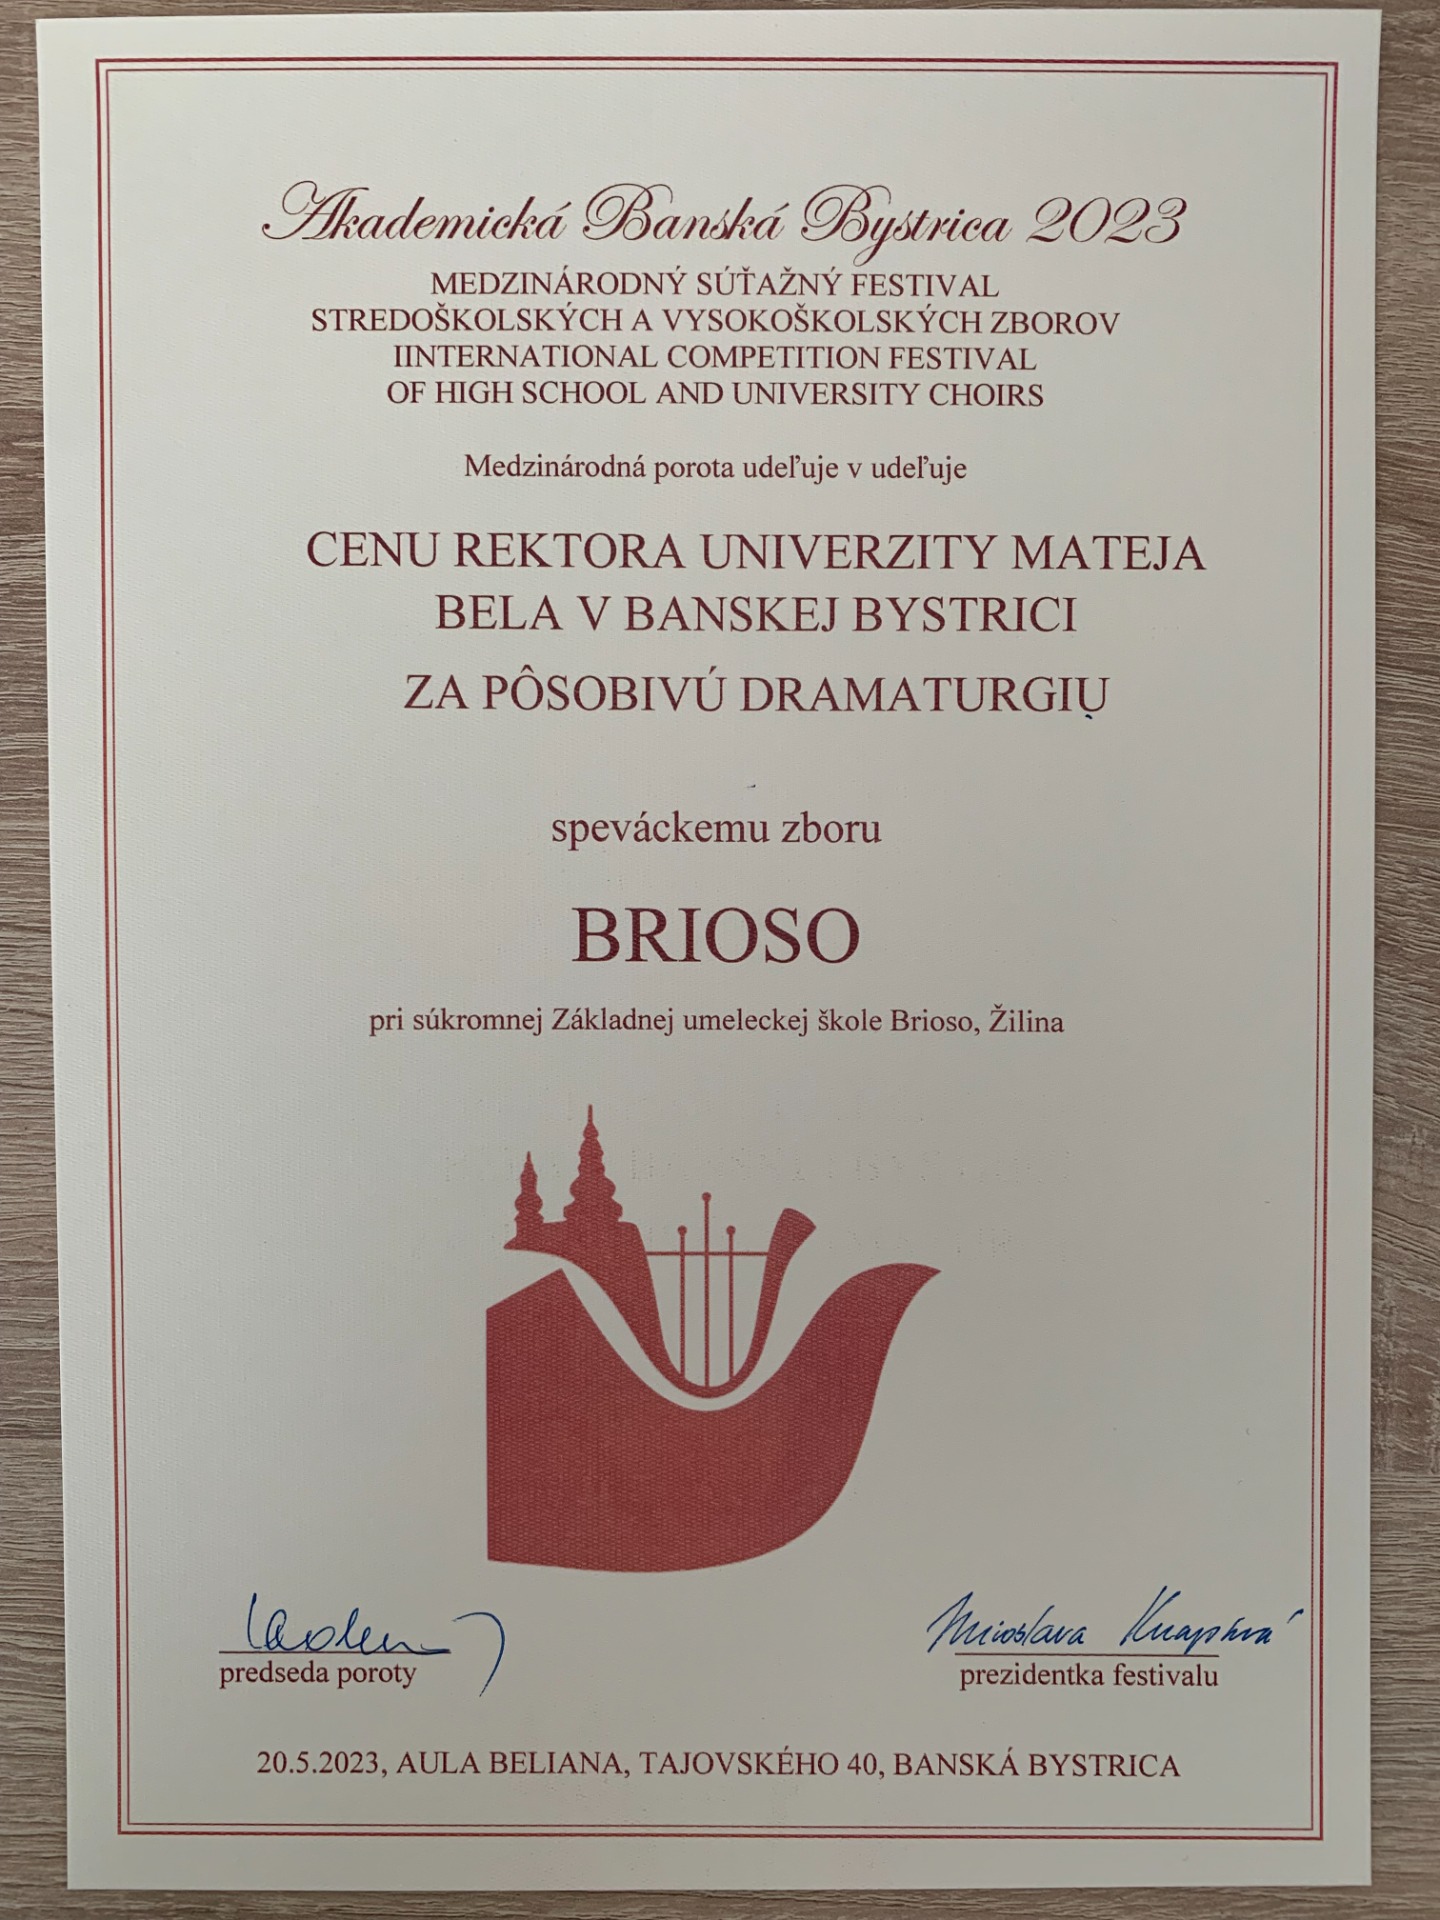 Akademická Banská Bystrica 2023
MEDZINÁRODNÝ SÚŤAŽNÝ FESTIVAL
STREDOŠKOLSKÝCH A VYSOKOŠKOLSKÝCH ZBOROV
IINTERNATIONAL COMPETITION FESTIVAL
OF HIGH SCHOOL AND UNIVERSITY CHOIRS
Medzinárodná porota udeľuje v udeľuje
CENU REKTORA UNIVERZITY MATEJA
BELA V BANSKEJ BYSTRICI
ZA PÔSOBIVÚ DRAMATURGIU
speváckemu zboru
BRIOSO
pri súkromnej Základnej umeleckej škole Brioso, Žilina
Miroslava
predseda poroty
prezidentka festivalu
20.5.2023, AULA BELIANA, TAJOVSKÉHO 40, BANSKÁ BYSTRICA